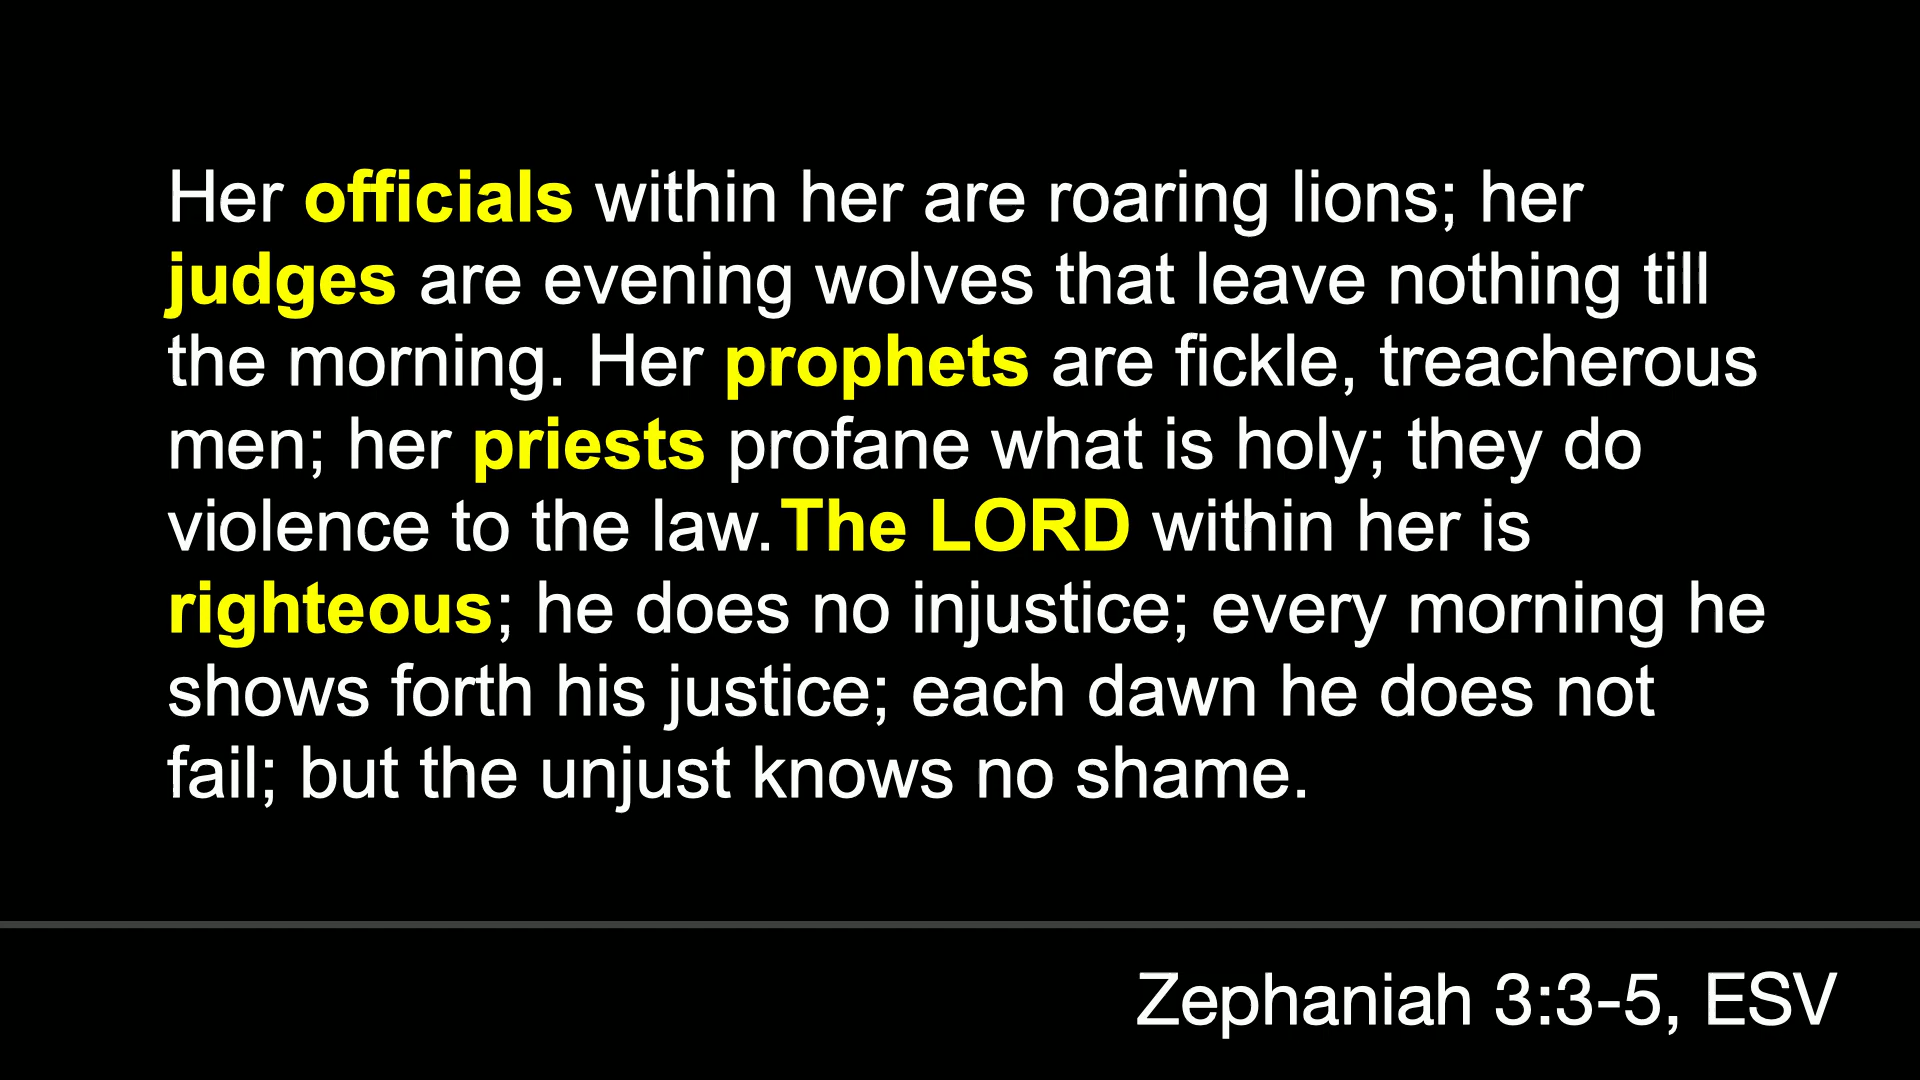 Her officials within her are roaring lions; her
judges are evening wolves that leave nothing till
the morning. Her prophets are fickle, treacherous
men; her priests profane what is holy; they do
violence to the law. The LORD within her is
righteous; he does no injustice; every morning he
shows forth his justice; each dawn he does not
fail; but the unjust knows no shame.
Zephaniah 3:3-5, ESV